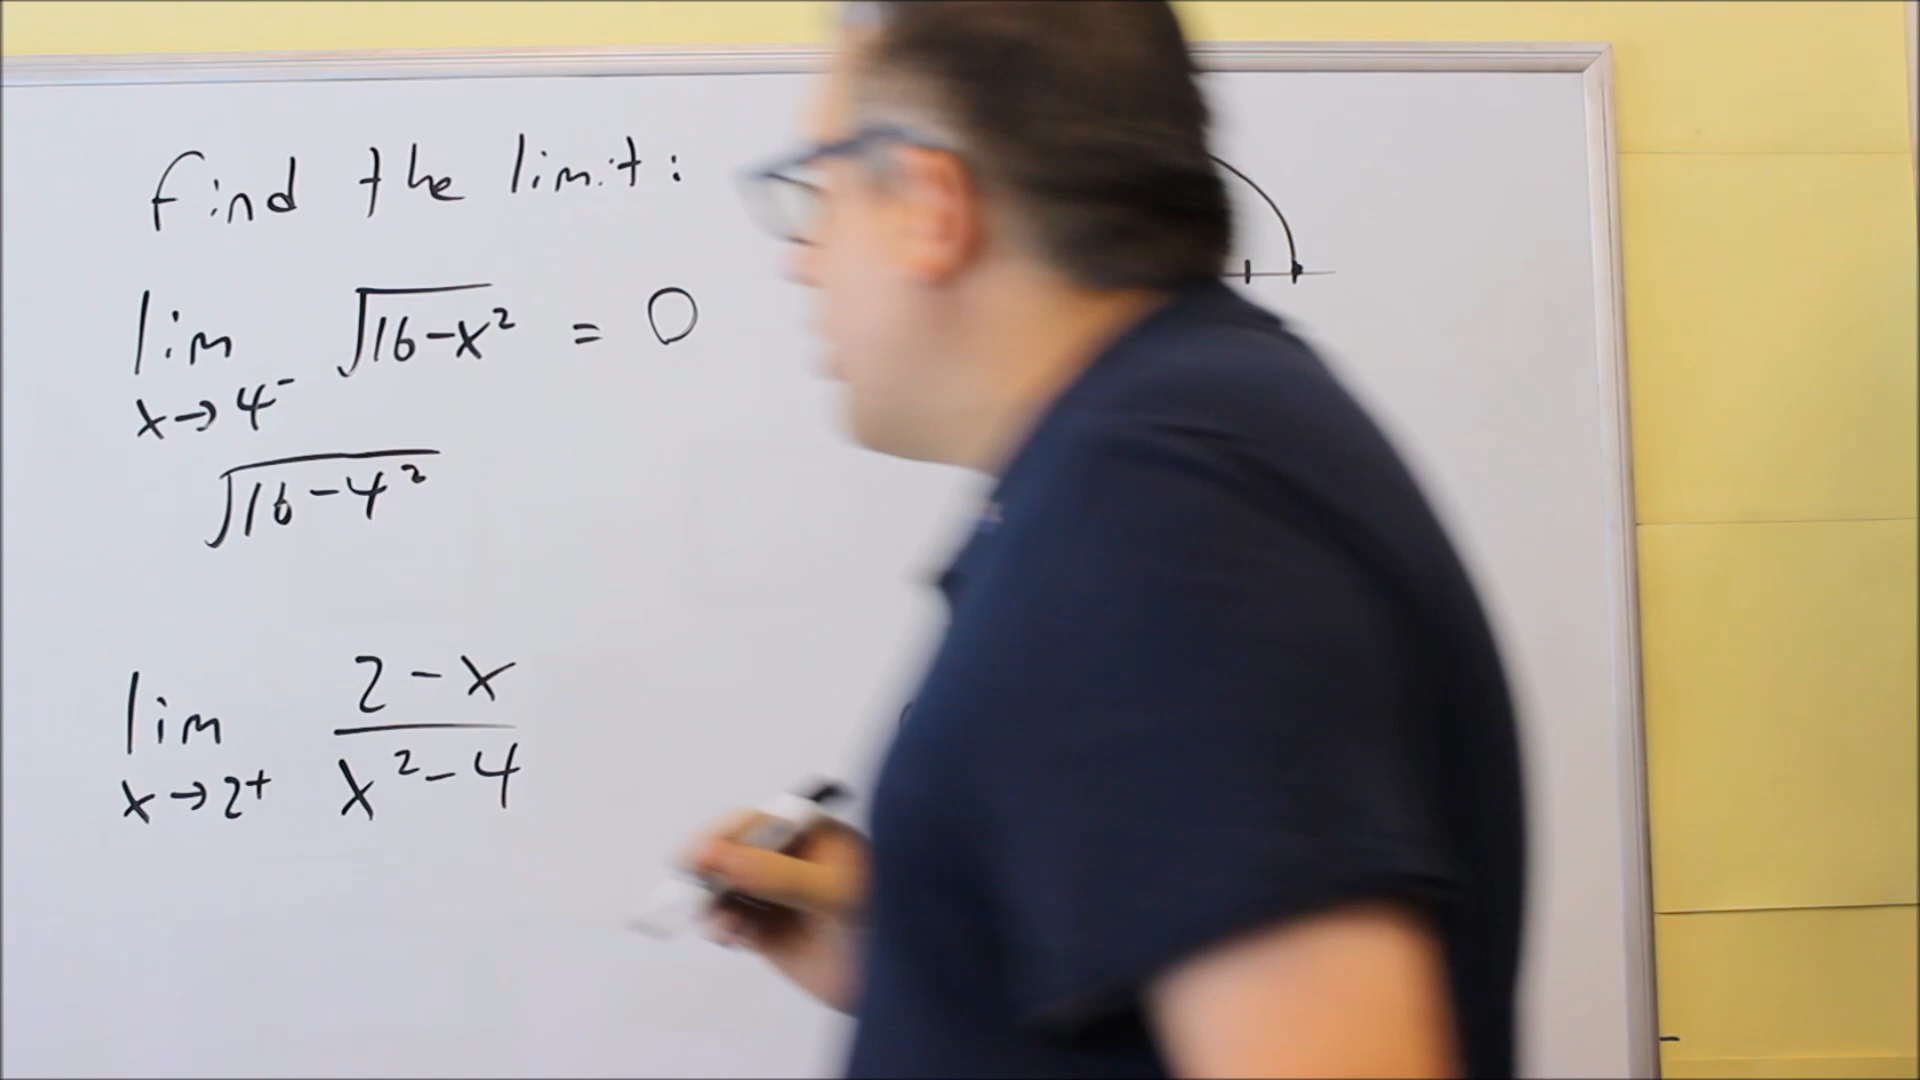 find the limit:
lim √16-x² = 0
x→4⁻
√16-4²
lim 2-x
x→2⁺ x²-4